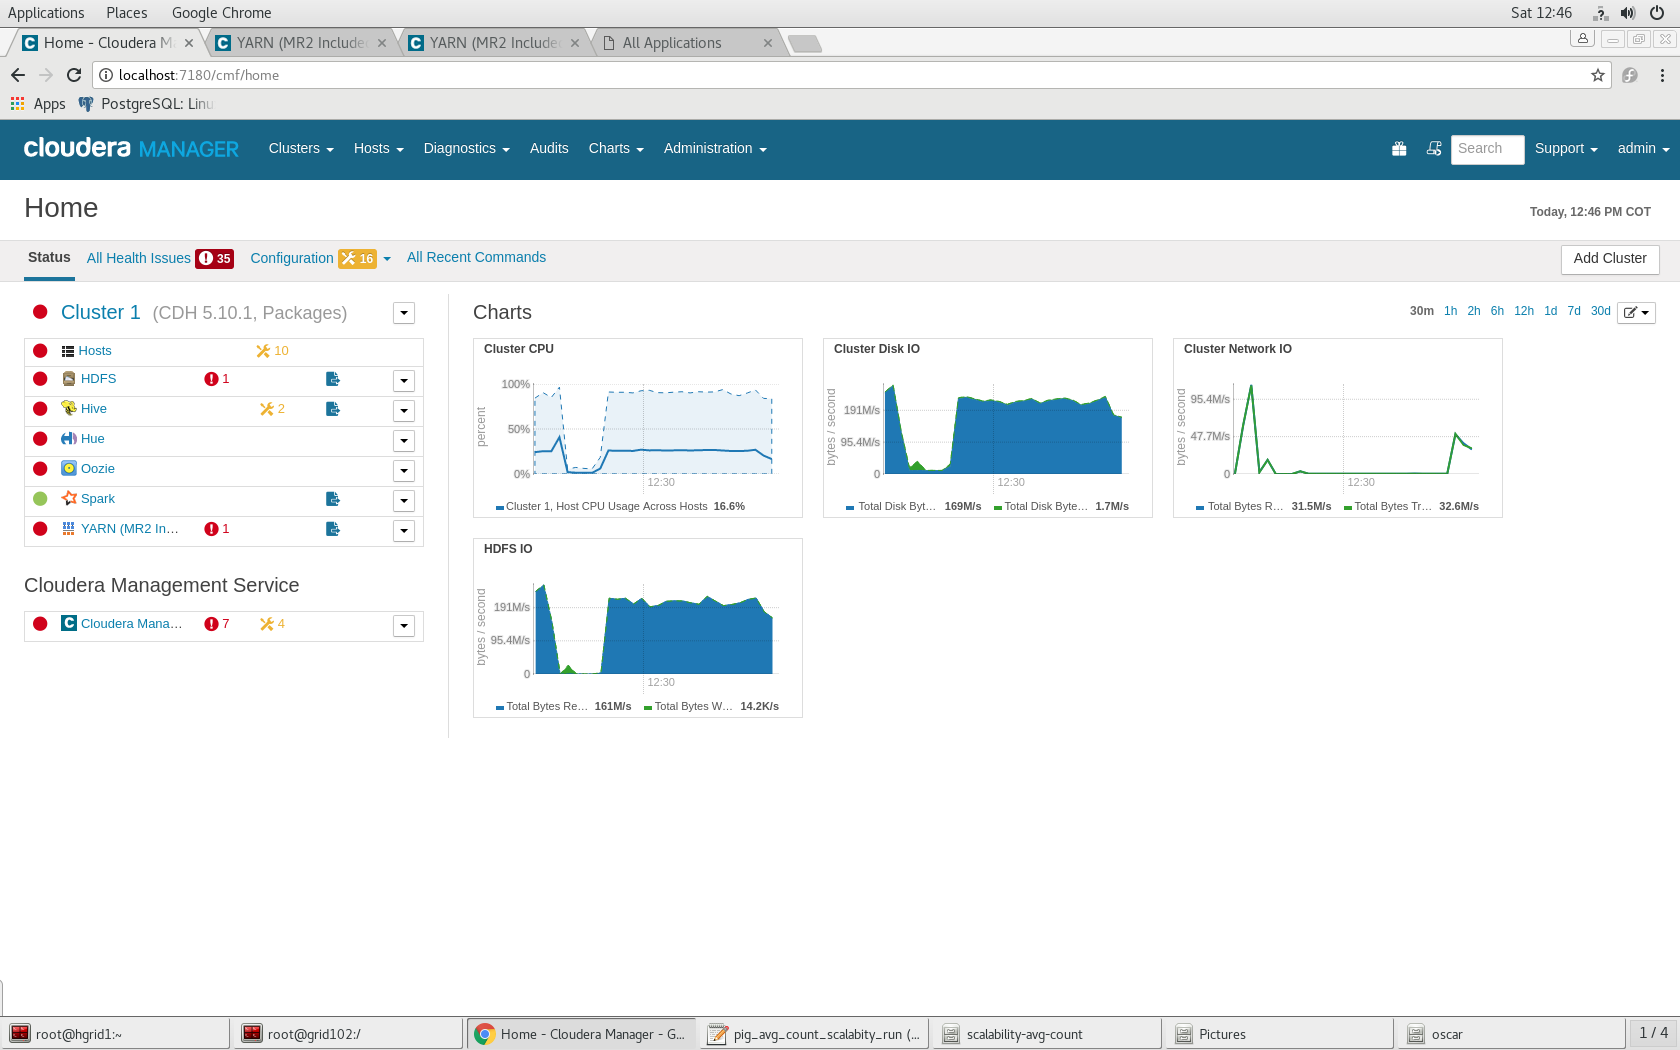 Applications Places Google Chrome Sat 12:46
Home - Cloudera M YARN (MR2 Include YARN (MR2 Include All Applications
localhost:7180/cmf/home
Apps PostgreSQL: Linu
cloudera MANAGER Clusters Hosts Diagnostics Audits Charts Administration Search Support admin
Home
Today, 12:46 PM COT
Status All Health Issues 35 Configuration 16 All Recent Commands Add Cluster
Cluster 1 (CDH 5.10.1, Packages)
Hosts 10
HDFS 1
Hive 2
Hue
Oozie
Spark
YARN (MR2 In... 1
Cloudera Management Service
Cloudera Mana... 7 4
Charts
30m 1h 2h 6h 12h 1d 7d 30d
Cluster CPU
percent
100%
50%
0%
12:30
Cluster 1, Host CPU Usage Across Hosts 16.6%
Cluster Disk IO
bytes / second
191M/s
95.4M/s
0
12:30
Total Disk Byt... 169M/s Total Disk Byte... 1.7M/s
Cluster Network IO
bytes / second
95.4M/s
47.7M/s
0
12:30
Total Bytes R... 31.5M/s Total Bytes Tr... 32.6M/s
HDFS IO
bytes / second
191M/s
95.4M/s
0
12:30
Total Bytes Re... 161M/s Total Bytes W... 14.2K/s
root@hgrid1:~ root@grid102:/ Home - Cloudera Manager - G... pig_avg_count_scalabity_run (... scalability-avg-count Pictures oscar 1 / 4